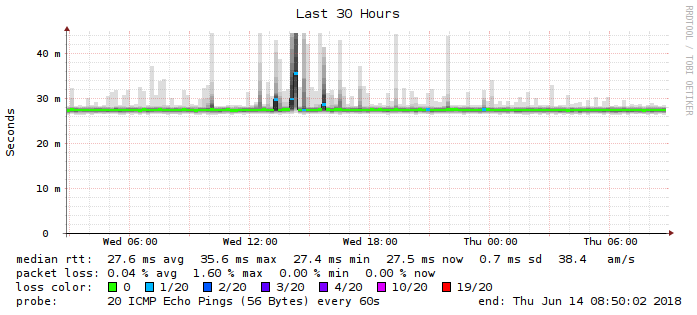 Last 30 Hours
RRDTOOL / TOBI OETIKER
Seconds
40 m
30 m
20 m
10 m
0
Wed 06:00 Wed 12:00 Wed 18:00 Thu 00:00 Thu 06:00
median rtt: 27.6 ms avg 35.6 ms max 27.4 ms min 27.5 ms now 0.7 ms sd 38.4 am/s
packet loss: 0.04 % avg 1.60 % max 0.00 % min 0.00 % now
loss color: 0 1/20 2/20 3/20 4/20 10/20 19/20
probe: 20 ICMP Echo Pings (56 Bytes) every 60s end: Thu Jun 14 08:50:02 2018